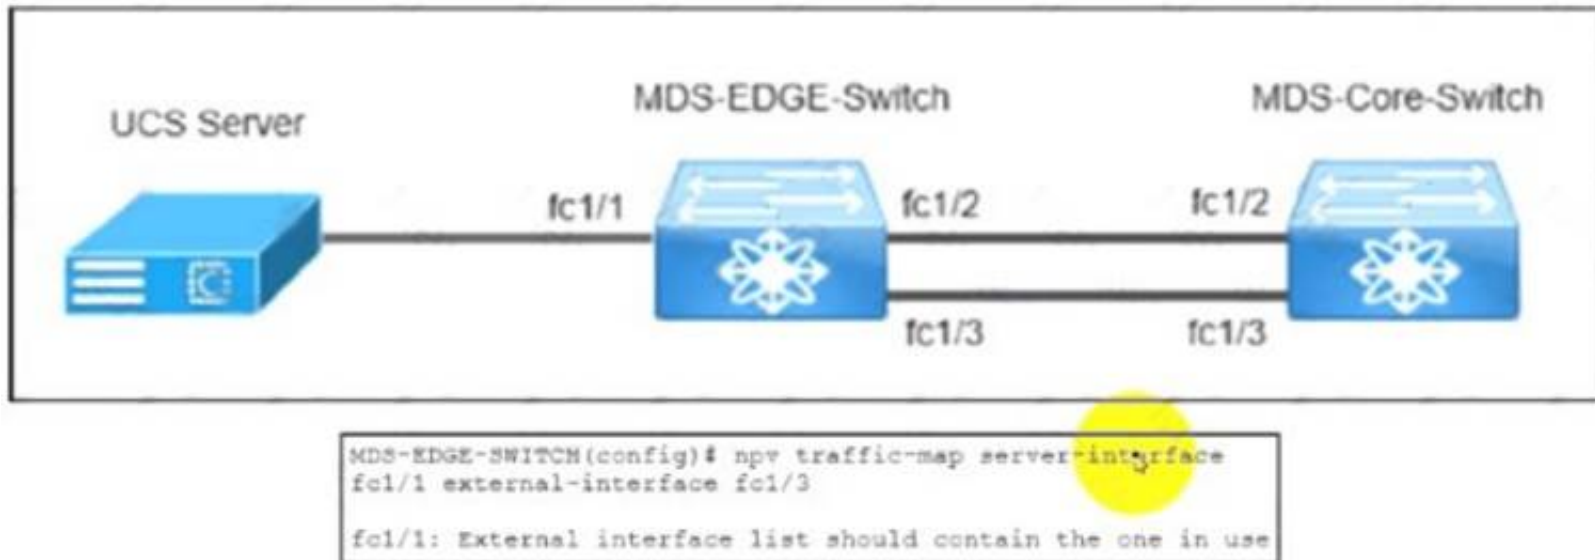 UCS Server
MDS-EDGE-Switch
MDS-Core-Switch
fc1/1
fc1/2
fc1/2
fc1/3
fc1/3
MDS-EDGE-SWITCH(config)# npv traffic-map server-interface
fc1/1 external-interface fc1/3
fc1/1: External interface list should contain the one in use